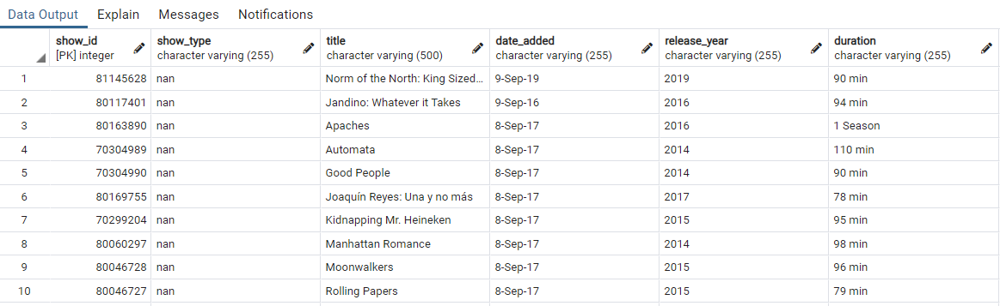 Data Output Explain Messages Notifications
show_id show_type title date_added release_year duration
[PK] integer character varying (255) character varying (500) character varying (255) character varying (255) character varying (255)
1 81145628 nan Norm of the North: King Sized... 9-Sep-19 2019 90 min
2 80117401 nan Jandino: Whatever it Takes 9-Sep-16 2016 94 min
3 80163890 nan Apaches 8-Sep-17 2016 1 Season
4 70304989 nan Automata 8-Sep-17 2014 110 min
5 70304990 nan Good People 8-Sep-17 2014 90 min
6 80169755 nan Joaquín Reyes: Una y no más 8-Sep-17 2017 78 min
7 70299204 nan Kidnapping Mr. Heineken 8-Sep-17 2015 95 min
8 80060297 nan Manhattan Romance 8-Sep-17 2014 98 min
9 80046728 nan Moonwalkers 8-Sep-17 2015 96 min
10 80046727 nan Rolling Papers 8-Sep-17 2015 79 min